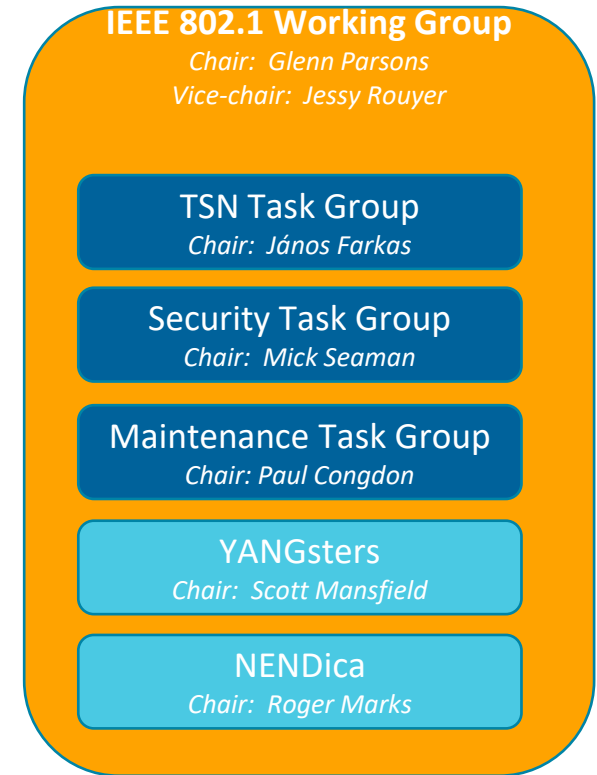 IEEE 802.1 Working Group
Chair:  Glenn Parsons
Vice-chair:  Jessy Rouyer
TSN Task Group
Chair:  János Farkas
Security Task Group
Chair:  Mick Seaman
Maintenance Task Group
Chair: Paul Congdon
YANGsters
Chair:  Scott Mansfield
NENDica
Chair:  Roger Marks